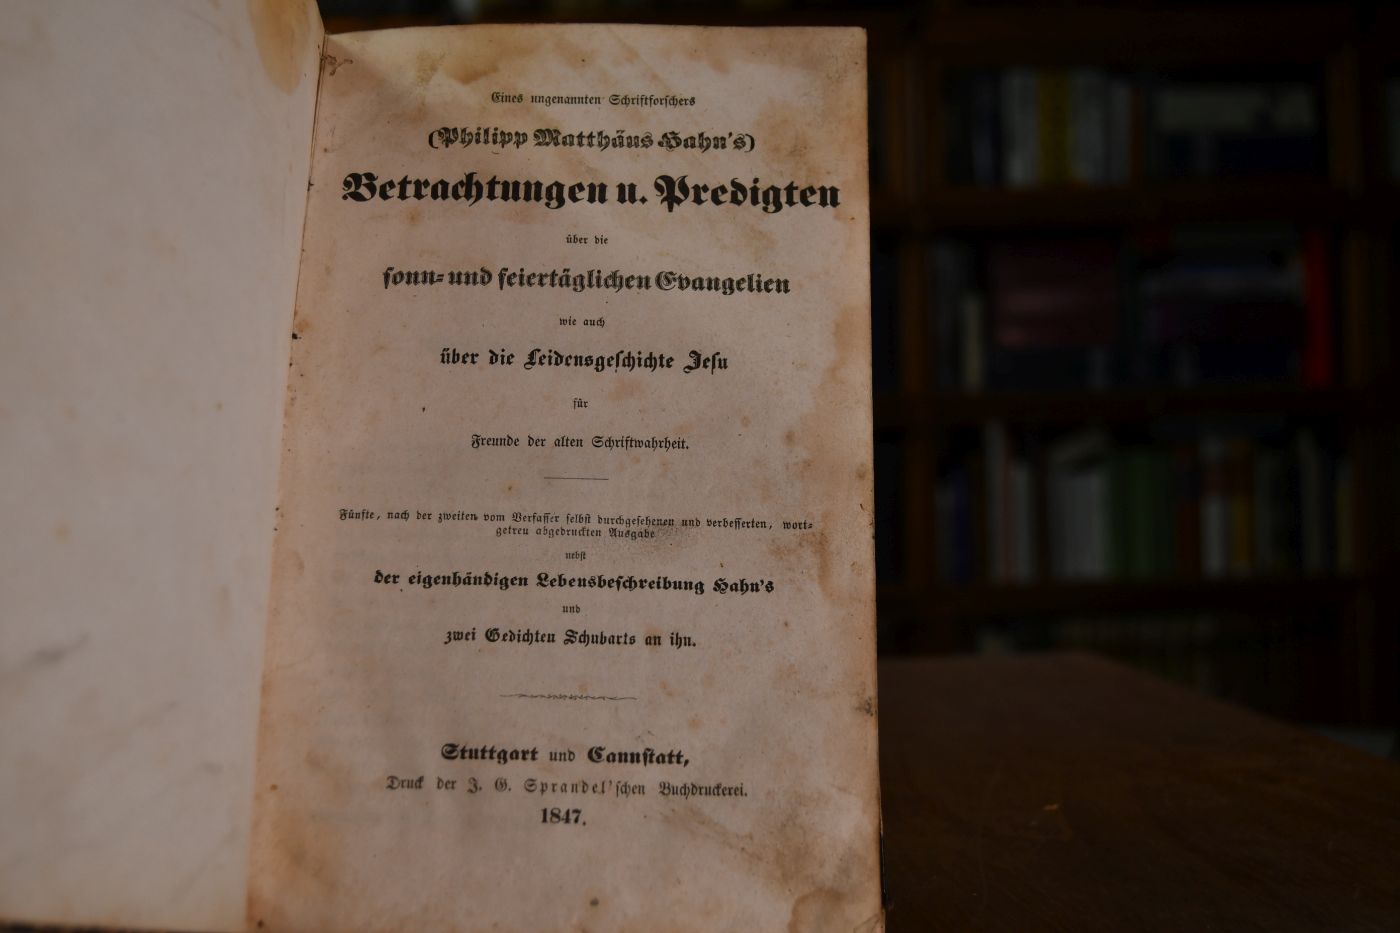 Eines ungenannten Schriftforschers
(Philipp Matthäus Hahn's)
Betrachtungen u. Predigten
über die
sonn- und feiertäglichen Evangelien
wie auch
über die Leidensgeschichte Jesu
für
Freunde der alten Schriftwahrheit.
Fünfte, nach der zweiten vom Verfasser selbst durchgesehenen und verbesserten, wort-
getreu abgedruckten Ausgabe
nebst
der eigenhändigen Lebensbeschreibung Hahn's
und
zwei Gedichten Schubarts an ihn.
Stuttgart und Cannstatt,
Druck der J. G. Sprandel'schen Buchdruckerei.
1847.